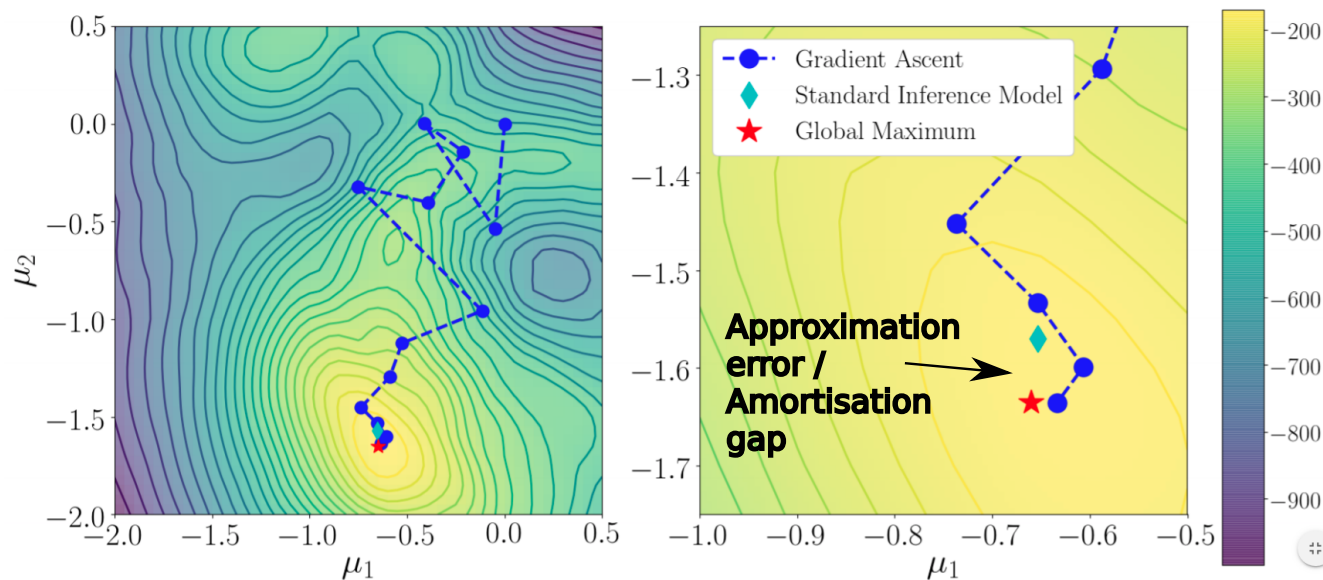 0.5
0.0
−0.5
−1.0
−1.5
−2.0
μ2
−2.0 −1.5 −1.0 −0.5 0.0 0.5
μ1
Gradient Ascent
Standard Inference Model
Global Maximum
−1.3
−1.4
−1.5
−1.6
−1.7
Approximation
error /
Amortisation
gap
−1.0 −0.9 −0.8 −0.7 −0.6 −0.5
μ1
−200
−300
−400
−500
−600
−700
−800
−900